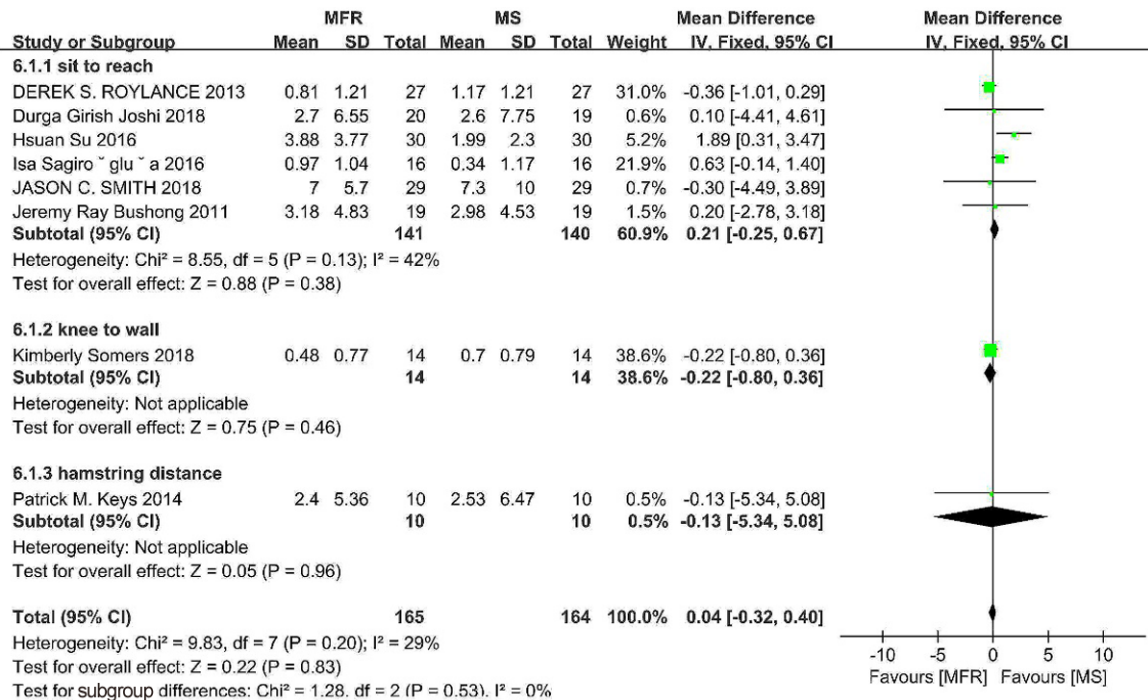 MFR MS Mean Difference Mean Difference
Study or Subgroup Mean SD Total Mean SD Total Weight IV, Fixed, 95% CI IV, Fixed, 95% CI
6.1.1 sit to reach
DEREK S. ROYLANCE 2013 0.81 1.21 27 1.17 1.21 27 31.0% -0.36 [-1.01, 0.29]
Durga Girish Joshi 2018 2.7 6.55 20 2.6 7.75 19 0.6% 0.10 [-4.41, 4.61]
Hsuan Su 2016 3.88 3.77 30 1.99 2.3 30 5.2% 1.89 [0.31, 3.47]
Isa Sagiro ˘ glu ˘ a 2016 0.97 1.04 16 0.34 1.17 16 21.9% 0.63 [-0.14, 1.40]
JASON C. SMITH 2018 7 5.7 29 7.3 10 29 0.7% -0.30 [-4.49, 3.89]
Jeremy Ray Bushong 2011 3.18 4.83 19 2.98 4.53 19 1.5% 0.20 [-2.78, 3.18]
Subtotal (95% CI) 141 140 60.9% 0.21 [-0.25, 0.67]
Heterogeneity: Chi² = 8.55, df = 5 (P = 0.13); I² = 42%
Test for overall effect: Z = 0.88 (P = 0.38)
6.1.2 knee to wall
Kimberly Somers 2018 0.48 0.77 14 0.7 0.79 14 38.6% -0.22 [-0.80, 0.36]
Subtotal (95% CI) 14 14 38.6% -0.22 [-0.80, 0.36]
Heterogeneity: Not applicable
Test for overall effect: Z = 0.75 (P = 0.46)
6.1.3 hamstring distance
Patrick M. Keys 2014 2.4 5.36 10 2.53 6.47 10 0.5% -0.13 [-5.34, 5.08]
Subtotal (95% CI) 10 10 0.5% -0.13 [-5.34, 5.08]
Heterogeneity: Not applicable
Test for overall effect: Z = 0.05 (P = 0.96)
Total (95% CI) 165 164 100.0% 0.04 [-0.32, 0.40]
Heterogeneity: Chi² = 9.83, df = 7 (P = 0.20); I² = 29%
Test for overall effect: Z = 0.22 (P = 0.83)
Test for subgroup differences: Chi² = 1.28. df = 2 (P = 0.53). I² = 0%
-10 -5 0 5 10
Favours [MFR] Favours [MS]